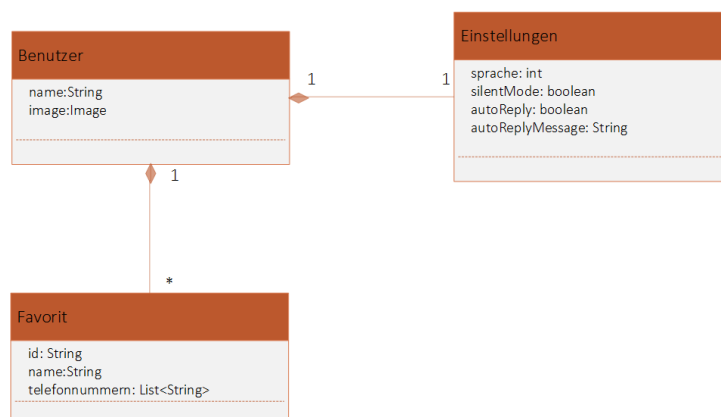 Benutzer
name:String
image:Image
1
1
Einstellungen
sprache: int
silentMode: boolean
autoReply: boolean
autoReplyMessage: String
1
*
Favorit
id: String
name:String
telefonnummern: List<String>